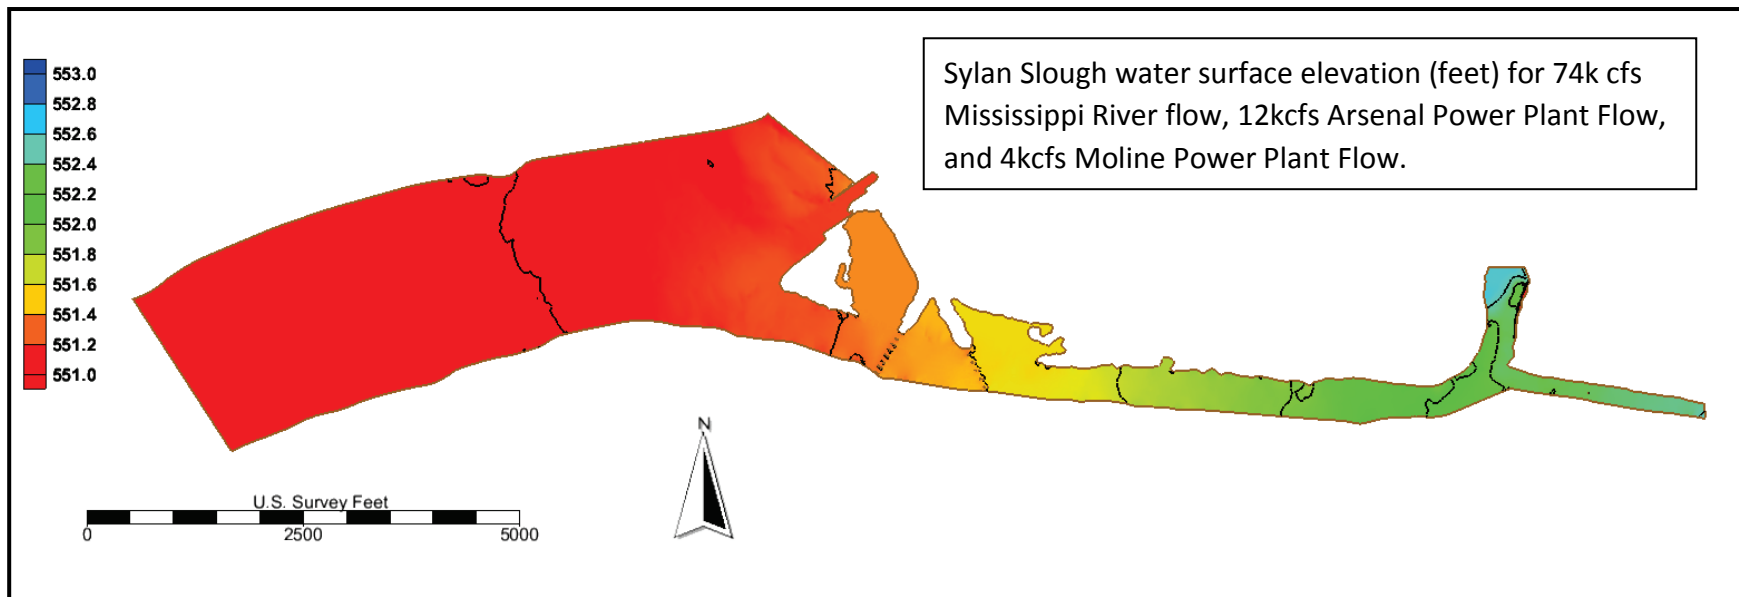 Sylan Slough water surface elevation (feet) for 74k cfs
Mississippi River flow, 12kcfs Arsenal Power Plant Flow,
and 4kcfs Moline Power Plant Flow.
553.0
552.8
552.6
552.4
552.2
552.0
551.8
551.6
551.4
551.2
551.0
N
U.S. Survey Feet
0 2500 5000